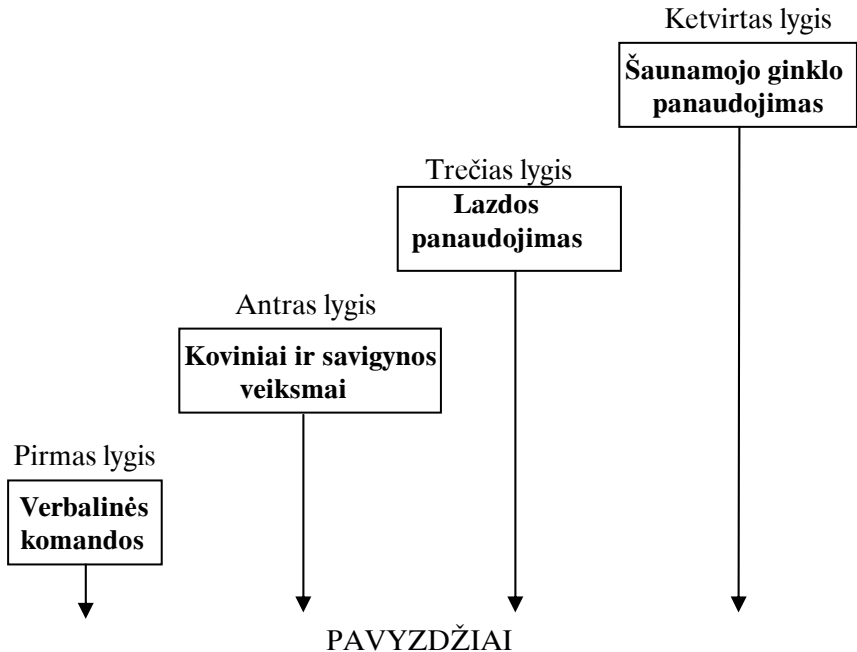 Ketvirtas lygis
Šaunamojo ginklo
panaudojimas
Trečias lygis
Lazdos
panaudojimas
Antras lygis
Koviniai ir savigynos
veiksmai
Pirmas lygis
Verbalinės
komandos
PAVYZDŽIAI